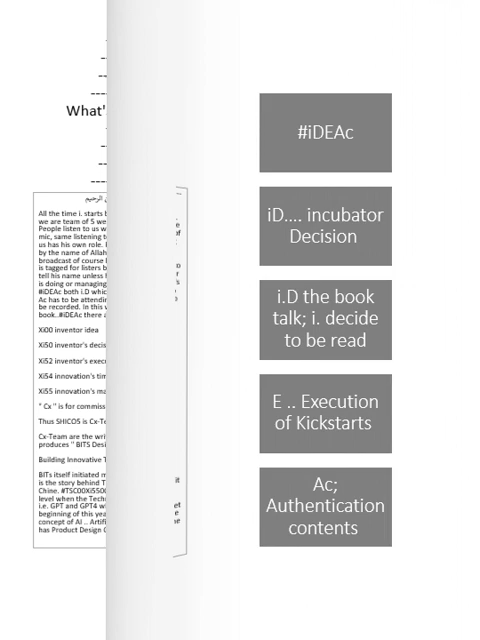 What'
الرحيم
All the time i. starts b
we are team of 5 we
People listen to us w
mic, same listening t
us has his own role. I
by the name of Allah
broadcast of course I
is tagged for listers b
tell his name unless h
is doing or managing
#iDEAc both i.D whic
Ac has to be attendin
be recorded. In this v
book..#iDEAc there a
Xi00 inventor idea
Xi50 inventor's decis
Xi52 inventor's exec
Xi54 innovation's tim
Xi55 innovation's ma
" Cx " is for commiss
Thus SHICO5 is Cx-Te
Cx-Team are the writ
produces " BITS Desi
Building Innovative T
BITs itself initiated m
is the story behind T
Chine. #TSC00Xi550
level when the Techn
i.e. GPT and GPT4 w
beginning of this yea
concept of AI .. Artifi
has Product Design C
#iDEAc
iD.... incubator
Decision
i.D the book
talk; i. decide
to be read
E .. Execution
of Kickstarts
Ac;
Authentication
contents